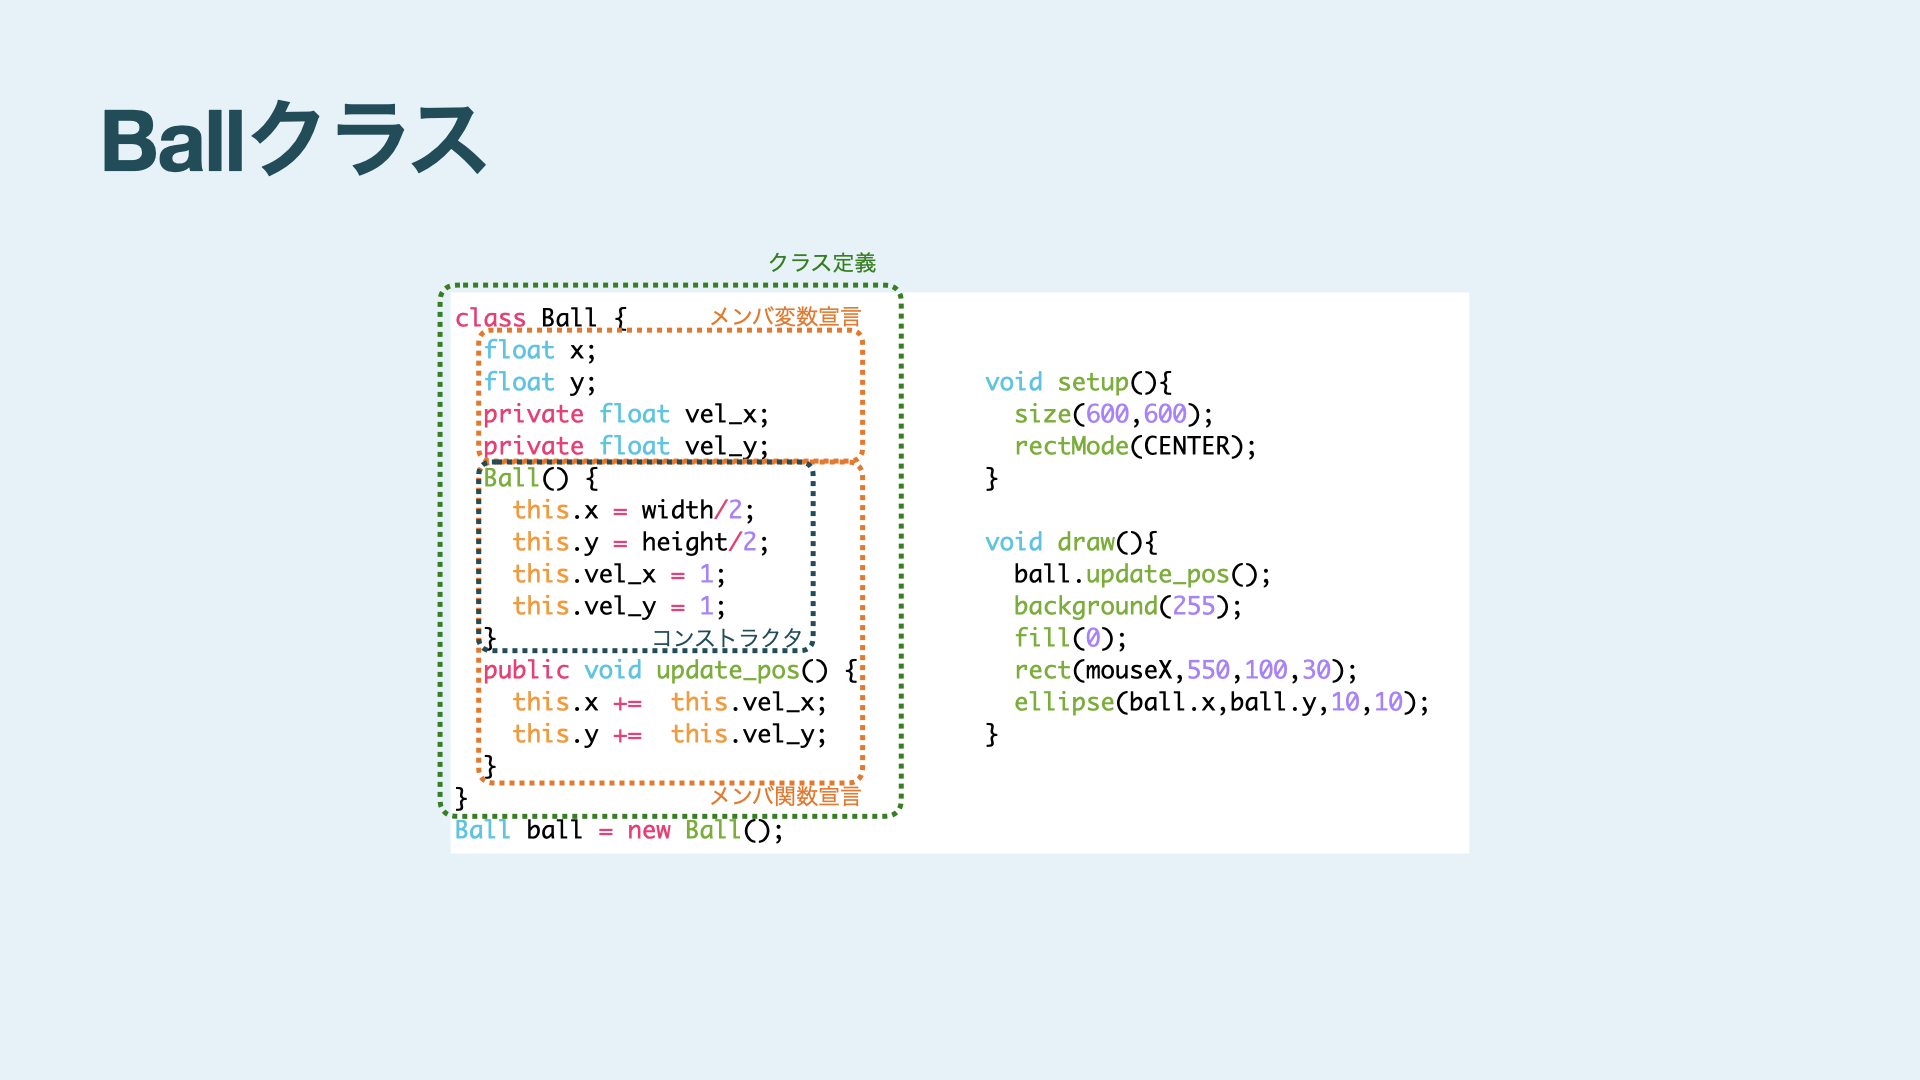 Ballクラス
クラス定義
class Ball {
メンバ変数宣言
float x;
float y;
private float vel_x;
private float vel_y;
Ball() {
this.x = width/2;
this.y = height/2;
this.vel_x = 1;
this.vel_y = 1;
}
コンストラクタ
public void update_pos() {
this.x +=  this.vel_x;
this.y +=  this.vel_y;
}
}
メンバ関数宣言
Ball ball = new Ball();
void setup(){
size(600,600);
rectMode(CENTER);
}
void draw(){
ball.update_pos();
background(255);
fill(0);
rect(mouseX,550,100,30);
ellipse(ball.x,ball.y,10,10);
}